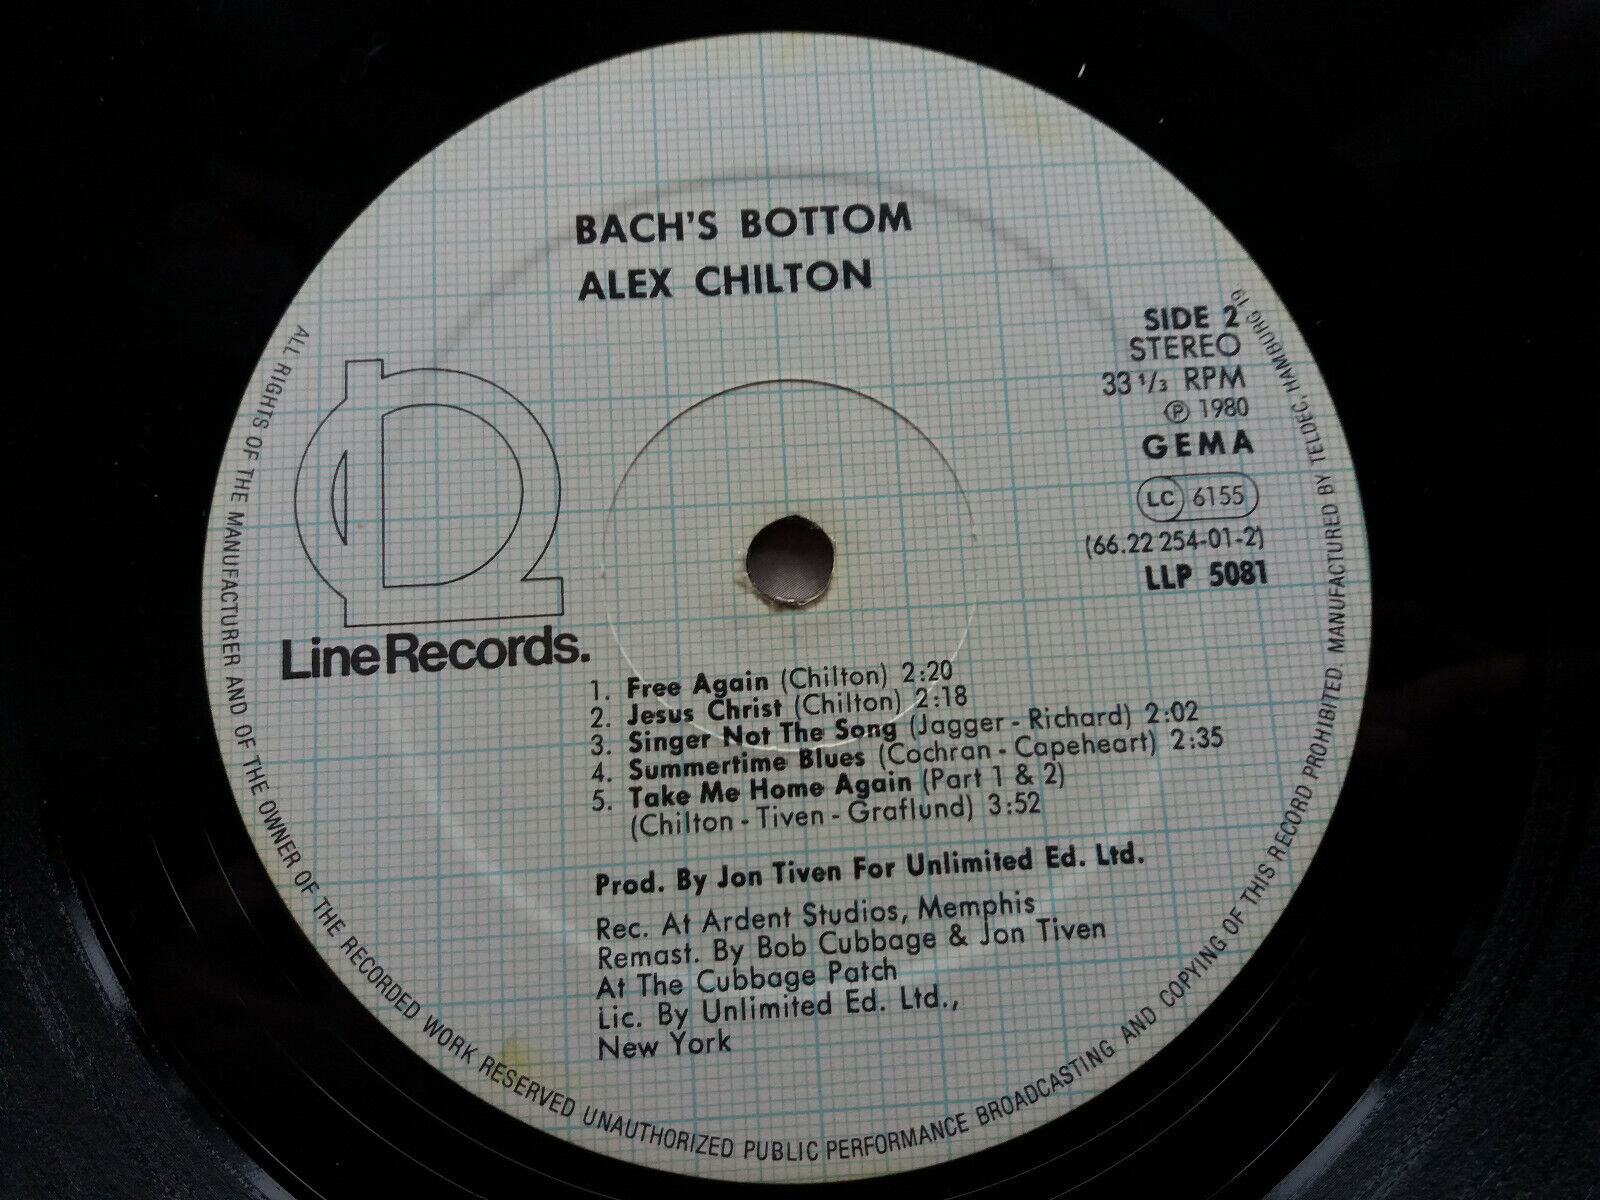 BACH'S BOTTOM
ALEX CHILTON
SIDE 2
STEREO
33 1/3 RPM
℗ 1980
GEMA
LC 6155
(66.22 254-01-2)
LLP 5081
Line Records.
1. Free Again (Chilton) 2:20
2. Jesus Christ (Chilton) 2:18
3. Singer Not The Song (Jagger - Richard) 2:02
4. Summertime Blues (Cochran - Capeheart) 2:35
5. Take Me Home Again (Part 1 & 2)
(Chilton - Tiven - Graflund) 3:52
Prod. By Jon Tiven For Unlimited Ed. Ltd.
Rec. At Ardent Studios, Memphis
Remast. By Bob Cubbage & Jon Tiven
At The Cubbage Patch
Lic. By Unlimited Ed. Ltd.,
New York
ALL RIGHTS OF THE MANUFACTURER AND OF THE OWNER OF THE RECORDED WORK RESERVED UNAUTHORIZED PUBLIC PERFORMANCE BROADCASTING AND COPYING OF THIS RECORD PROHIBITED. MANUFACTURED BY TELDEC, HAMBURG 19